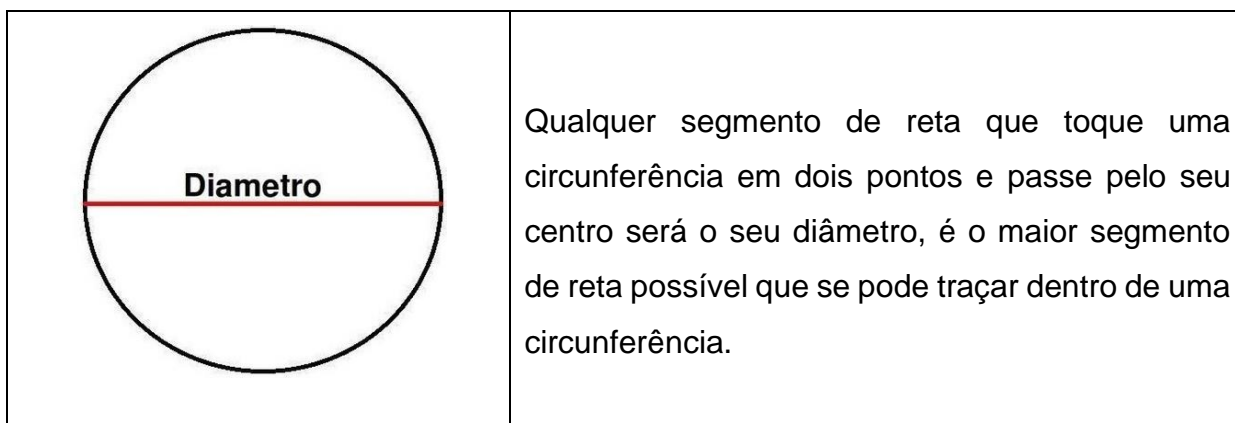 Diametro
Qualquer segmento de reta que toque uma
circunferência em dois pontos e passe pelo seu
centro será o seu diâmetro, é o maior segmento
de reta possível que se pode traçar dentro de uma
circunferência.